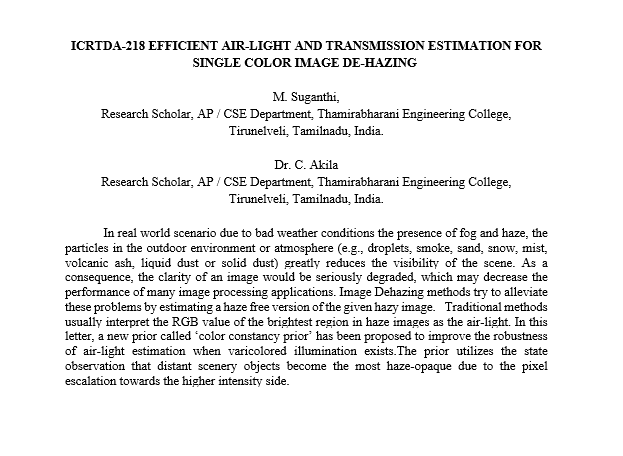 ICRTDA-218 EFFICIENT AIR-LIGHT AND TRANSMISSION ESTIMATION FOR
SINGLE COLOR IMAGE DE-HAZING
M. Suganthi,
Research Scholar, AP / CSE Department, Thamirabharani Engineering College,
Tirunelveli, Tamilnadu, India.
Dr. C. Akila
Research Scholar, AP / CSE Department, Thamirabharani Engineering College,
Tirunelveli, Tamilnadu, India.
In real world scenario due to bad weather conditions the presence of fog and haze, the
particles in the outdoor environment or atmosphere (e.g., droplets, smoke, sand, snow, mist,
volcanic ash, liquid dust or solid dust) greatly reduces the visibility of the scene. As a
consequence, the clarity of an image would be seriously degraded, which may decrease the
performance of many image processing applications. Image Dehazing methods try to alleviate
these problems by estimating a haze free version of the given hazy image. Traditional methods
usually interpret the RGB value of the brightest region in haze images as the air-light. In this
letter, a new prior called ‘color constancy prior’ has been proposed to improve the robustness
of air-light estimation when varicolored illumination exists.The prior utilizes the state
observation that distant scenery objects become the most haze-opaque due to the pixel
escalation towards the higher intensity side.